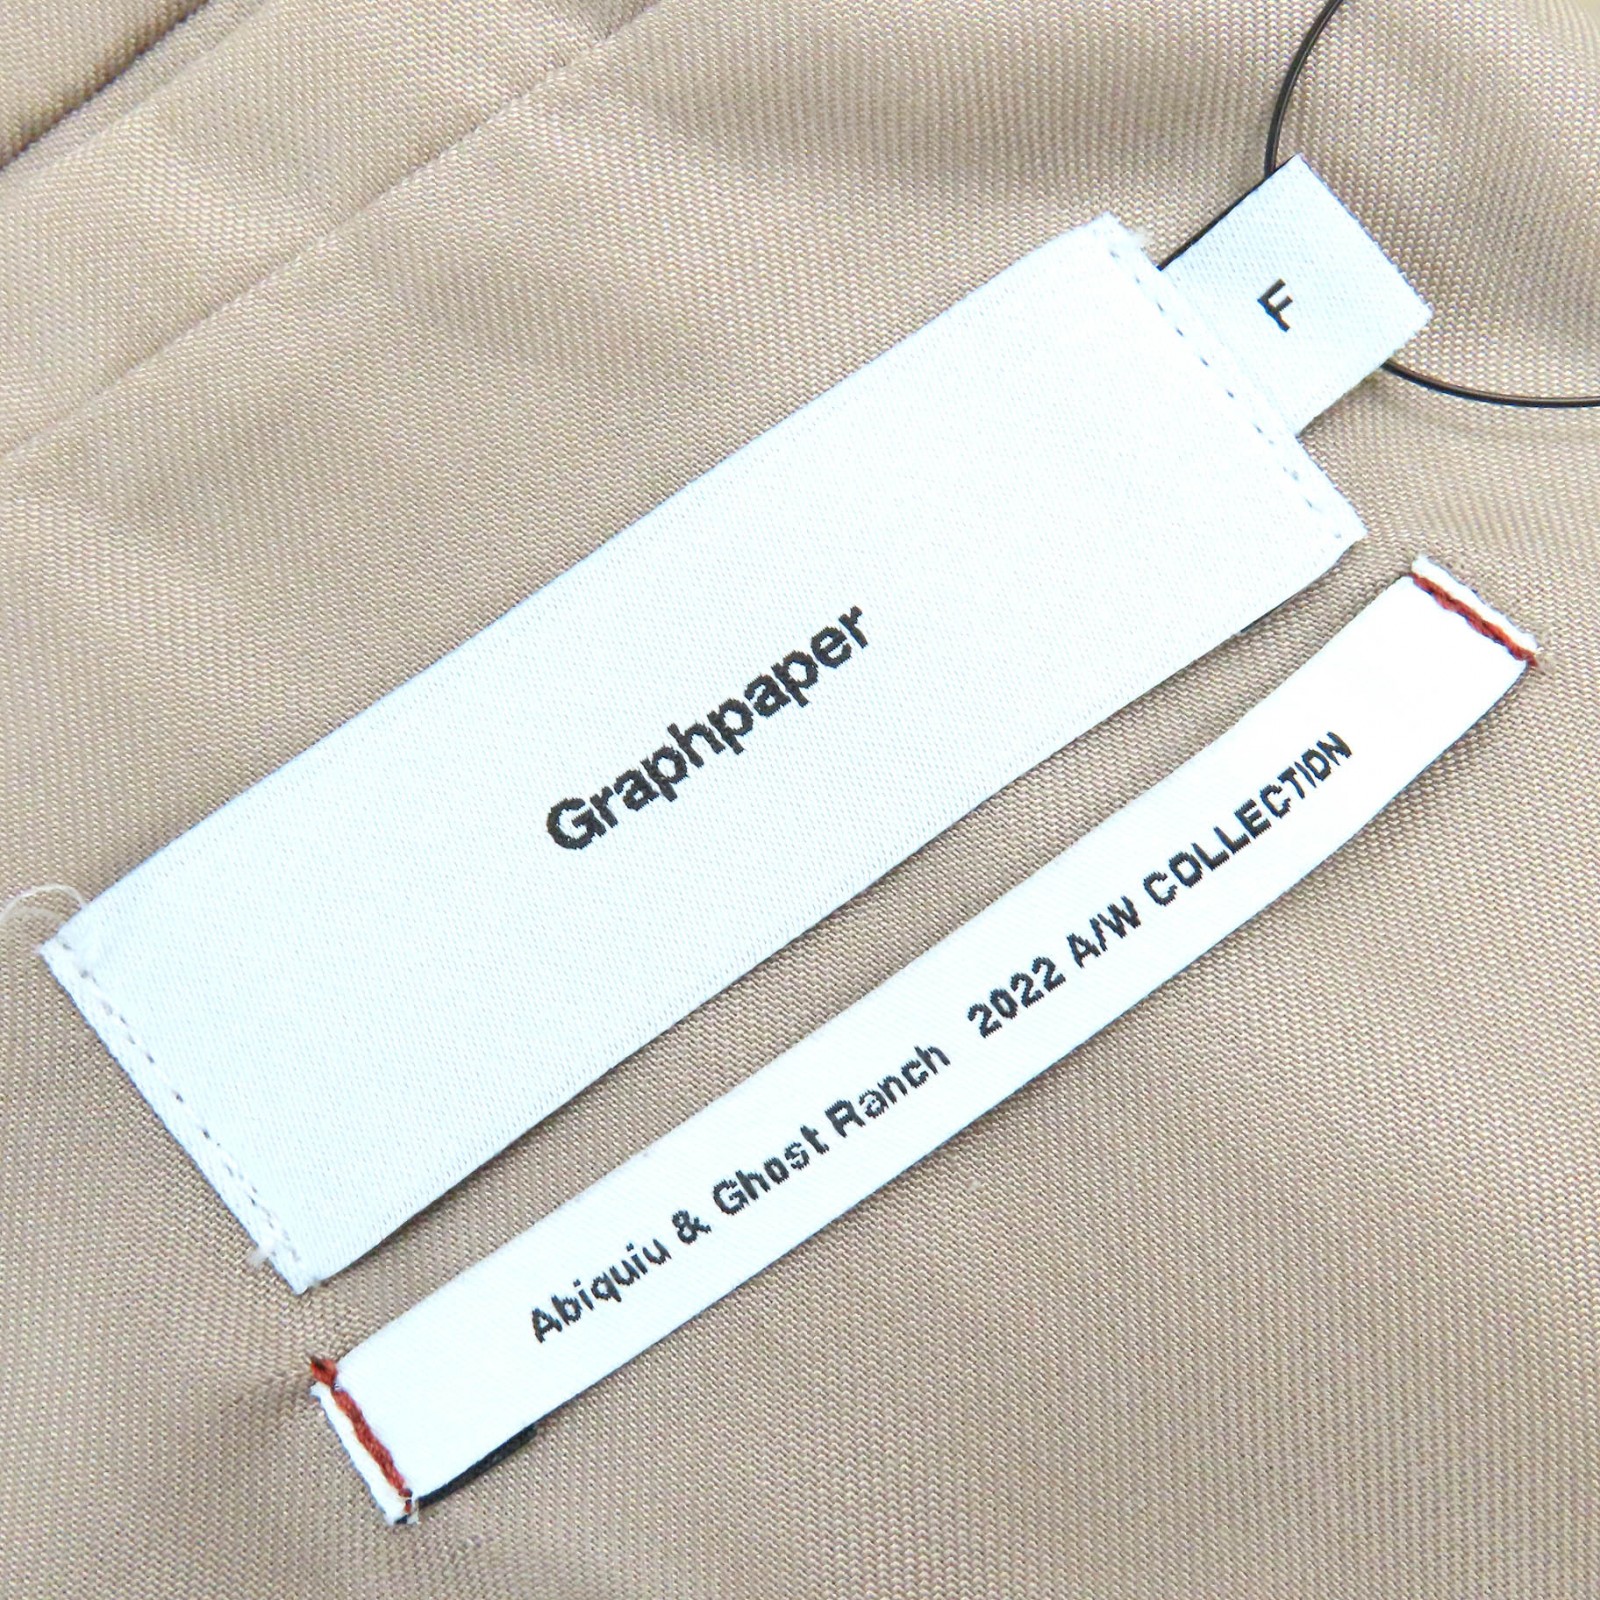 F
Graphpaper
Abiquiu & Ghost Ranch 2022 A/W COLLECTION